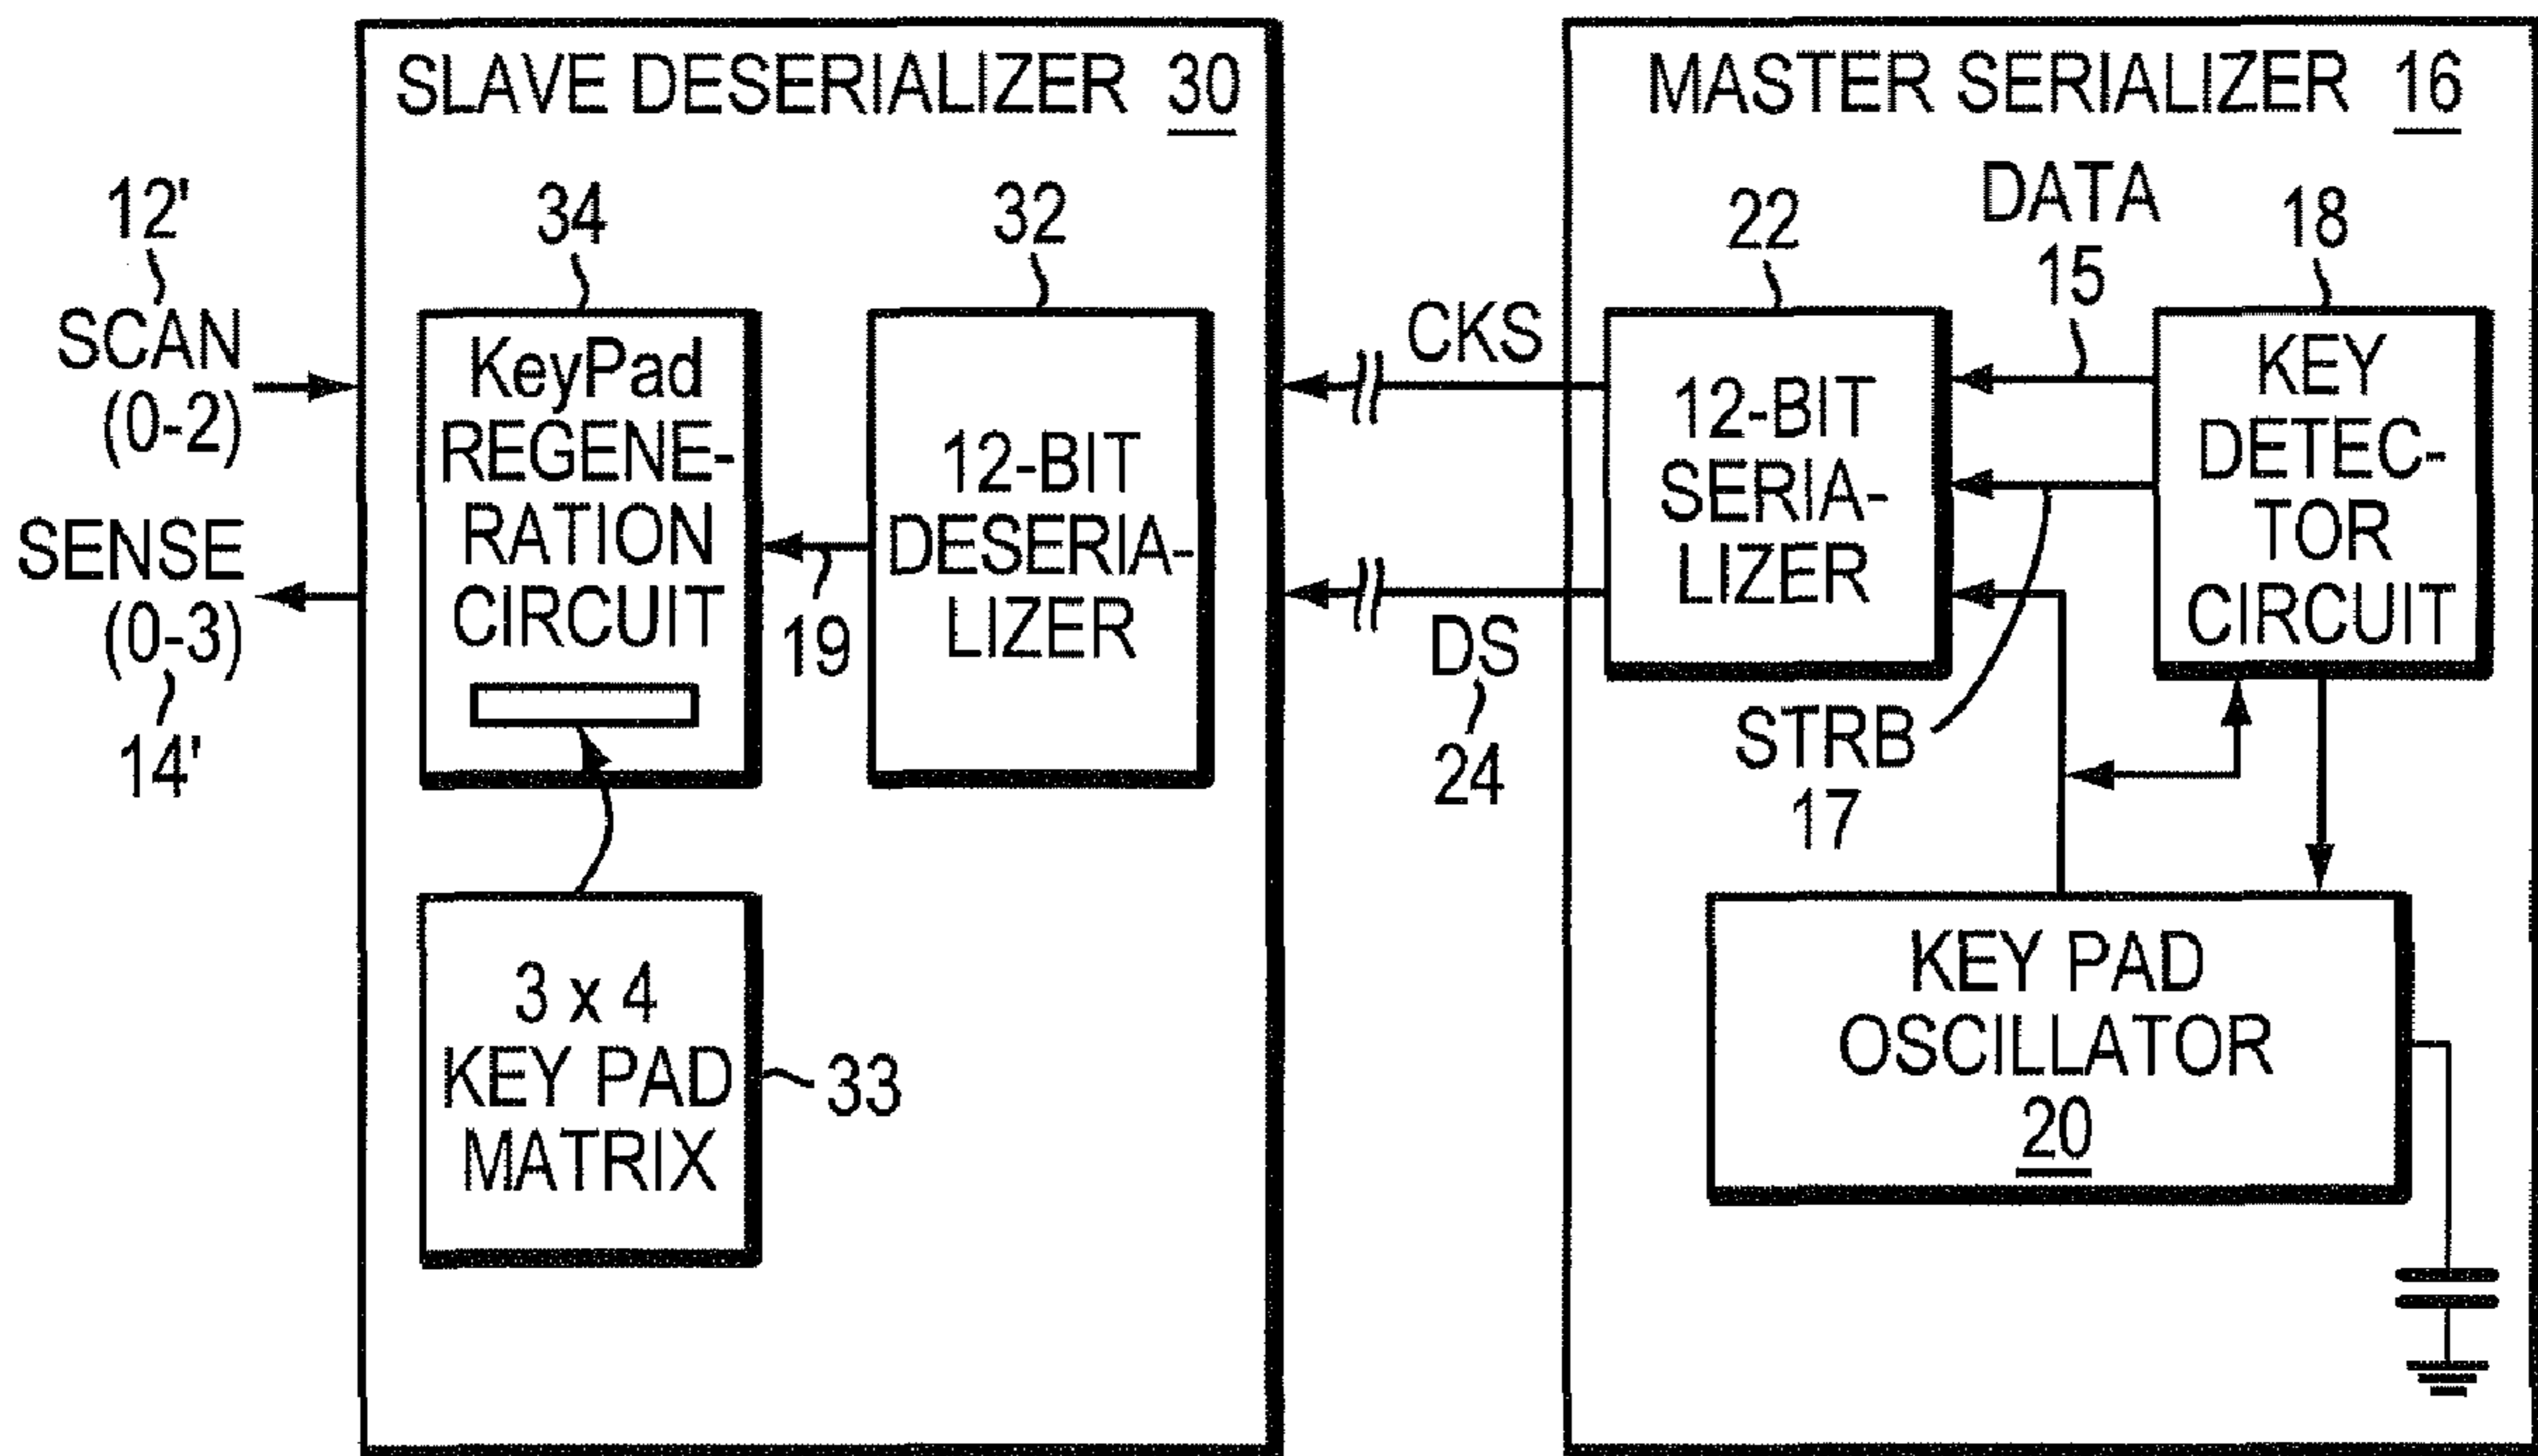 SLAVE DESERIALIZER 30
12'
SCAN
(0-2)
SENSE
(0-3)
14'
34
KeyPad
REGENE-
RATION
CIRCUIT
19
32
12-BIT
DESERIA-
LIZER
3 x 4
KEY PAD
MATRIX
33
CKS
DS
24
MASTER SERIALIZER 16
22
12-BIT
SERIA-
LIZER
DATA
15
18
KEY
DETEC-
TOR
CIRCUIT
STRB
17
KEY PAD
OSCILLATOR
20